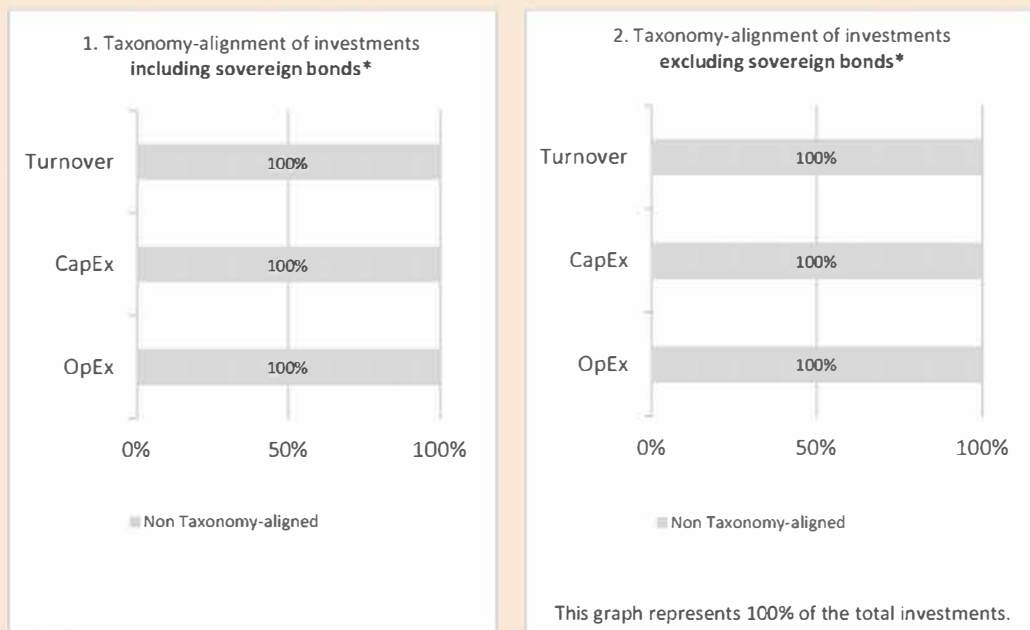 1. Taxonomy-alignment of investments
including sovereign bonds*
Turnover
100%
CapEx
100%
OpEx
100%
0%
50%
100%
Non Taxonomy-aligned
2. Taxonomy-alignment of investments
excluding sovereign bonds*
Turnover
100%
CapEx
100%
OpEx
100%
0%
50%
100%
Non Taxonomy-aligned
This graph represents 100% of the total investments.